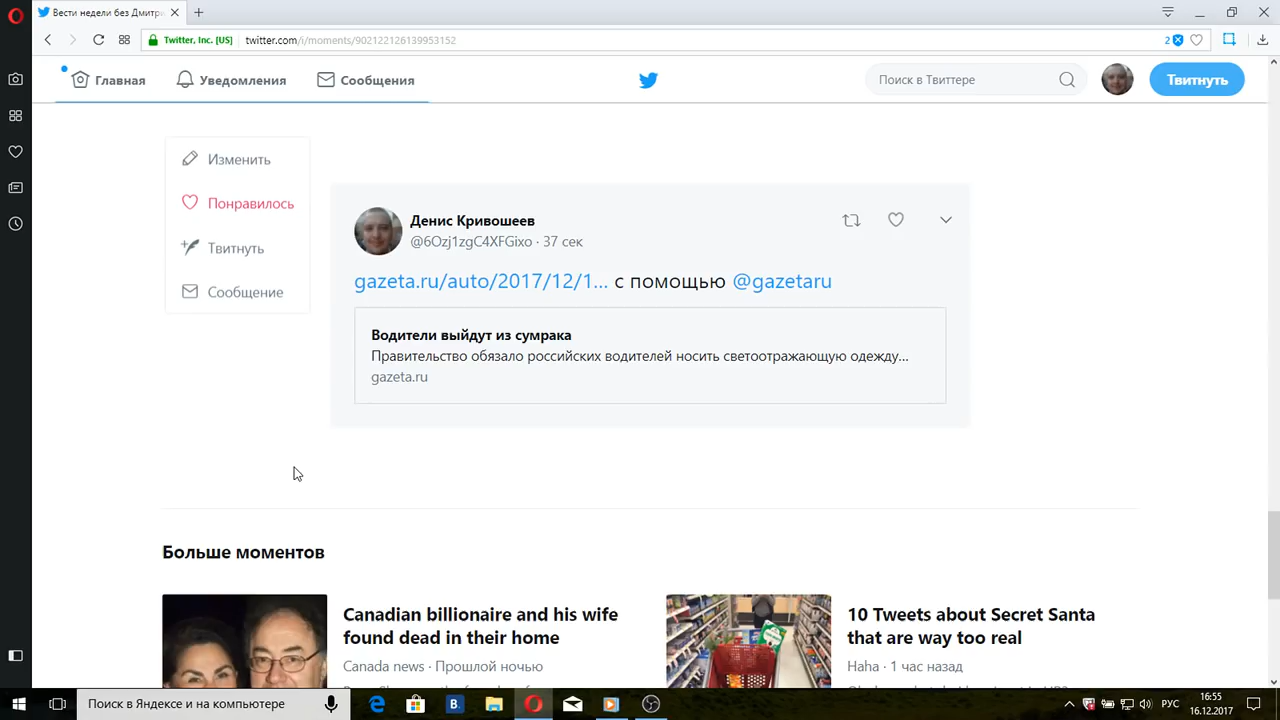 Вести недели без Дмитри
Twitter, Inc. [US]
twitter.com/i/moments/902122126139953152
2
Главная
Уведомления
Сообщения
Поиск в Твиттере
Твитнуть
Изменить
Понравилось
Твитнуть
Сообщение
Денис Кривошеев
@6Ozj1zgC4XFGixo · 37 сек
gazeta.ru/auto/2017/12/1... с помощью @gazetaru
Водители выйдут из сумрака
Правительство обязало российских водителей носить светоотражающую одежду...
gazeta.ru
Больше моментов
Canadian billionaire and his wife
found dead in their home
Canada news · Прошлой ночью
10 Tweets about Secret Santa
that are way too real
Haha · 1 час назад
Поиск в Яндексе и на компьютере
РУС
16:55
16.12.2017